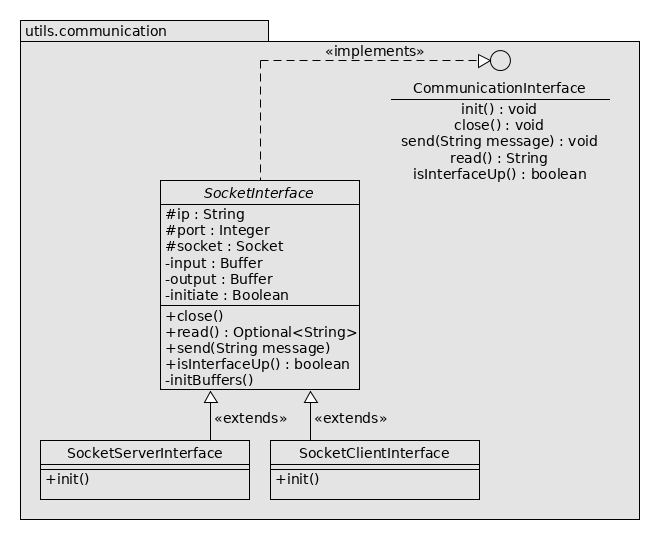 utils.communication
«implements»
CommunicationInterface
init() : void
close() : void
send(String message) : void
read() : String
isInterfaceUp() : boolean
SocketInterface
#ip : String
#port : Integer
#socket : Socket
-input : Buffer
-output : Buffer
-initiate : Boolean
+close()
+read() : Optional<String>
+send(String message)
+isInterfaceUp() : boolean
-initBuffers()
«extends»
«extends»
SocketServerInterface
+init()
SocketClientInterface
+init()